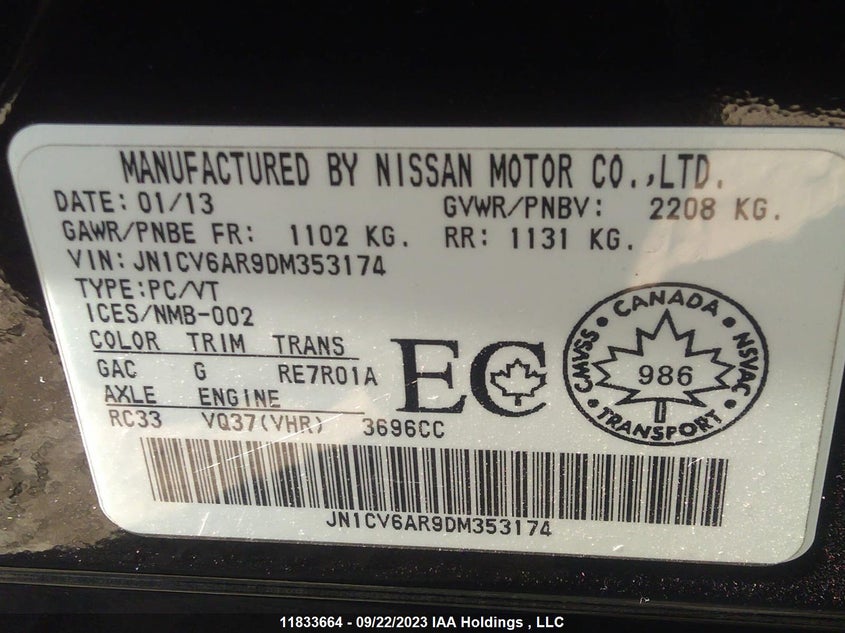 MANUFACTURED BY NISSAN MOTOR CO.,LTD.
DATE: 01/13 GVWR/PNBV: 2208 KG.
GAWR/PNBE FR: 1102 KG. RR: 1131 KG.
VIN: JN1CV6AR9DM353174
TYPE:PC/VT
ICES/NMB-002
COLOR TRIM TRANS
GAC G RE7R01A
AXLE ENGINE
RC33 VQ37(VHR) 3696CC
EC
CANADA
CMVSS • NSVAC
986
TRANSPORT
JN1CV6AR9DM353174
11833664 - 09/22/2023 IAA Holdings , LLC